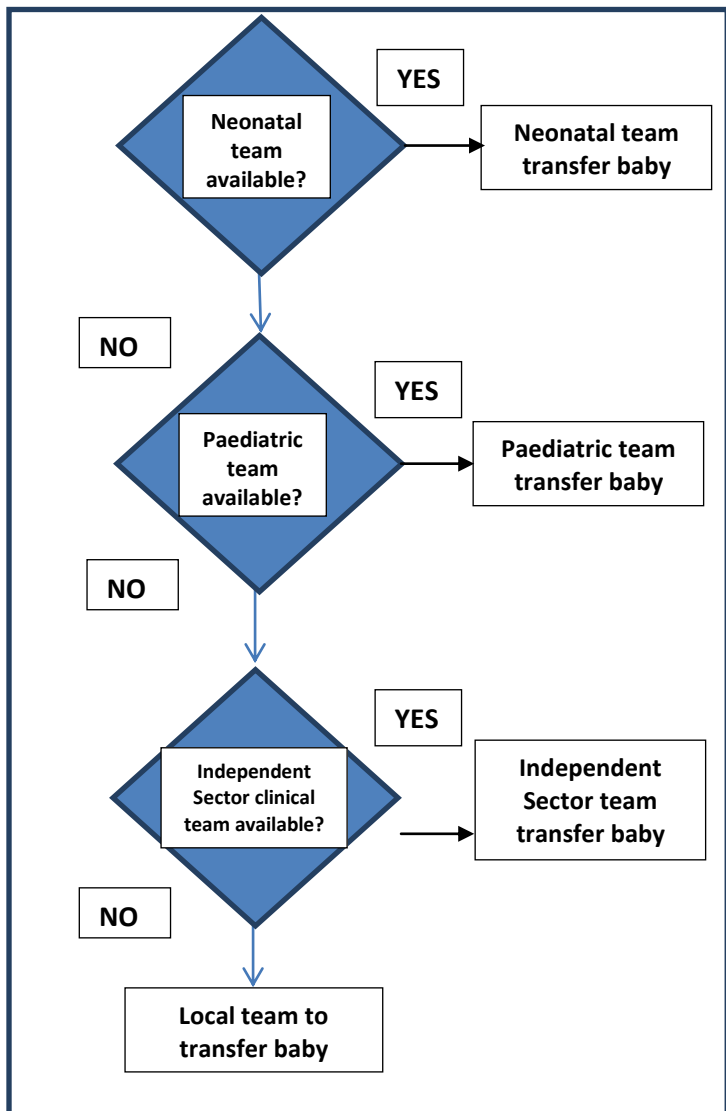 YES
Neonatal
team
available?
Neonatal team
transfer baby
NO
YES
Paediatric
team
available?
Paediatric team
transfer baby
NO
YES
Independent
Sector clinical
team available?
Independent
Sector team
transfer baby
NO
Local team to
transfer baby